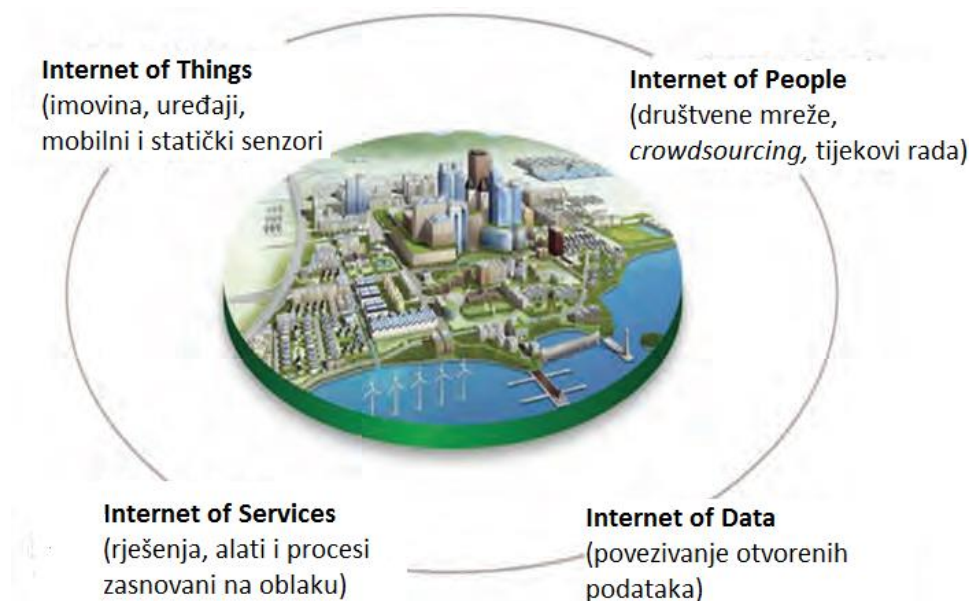 Internet of Things
(imovina, uređaji,
mobilni i statički senzori
Internet of People
(društvene mreže,
crowdsourcing, tijekovi rada)
Internet of Services
(rješenja, alati i procesi
zasnovani na oblaku)
Internet of Data
(povezivanje otvorenih
podataka)